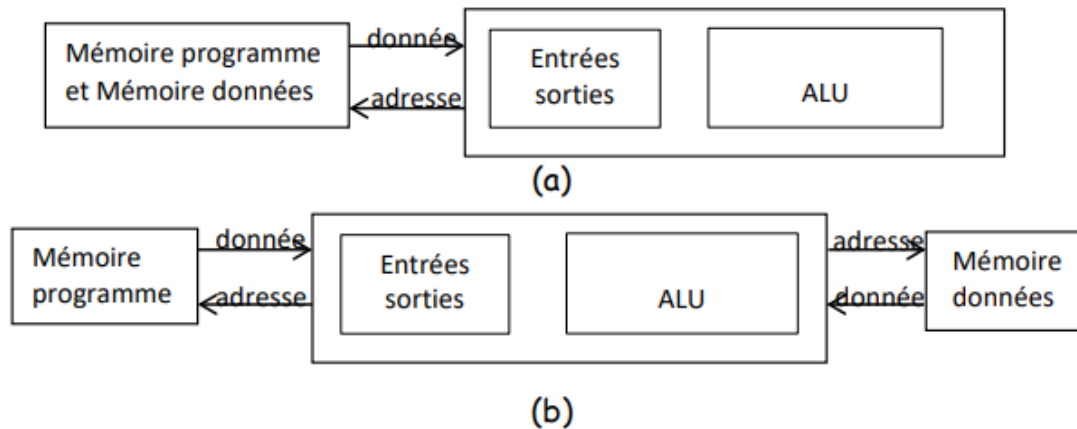 Mémoire programme
et Mémoire données
donnée
adresse
Entrées
sorties
ALU
(a)
Mémoire
programme
donnée
adresse
Entrées
sorties
ALU
adresse
donnée
Mémoire
données
(b)